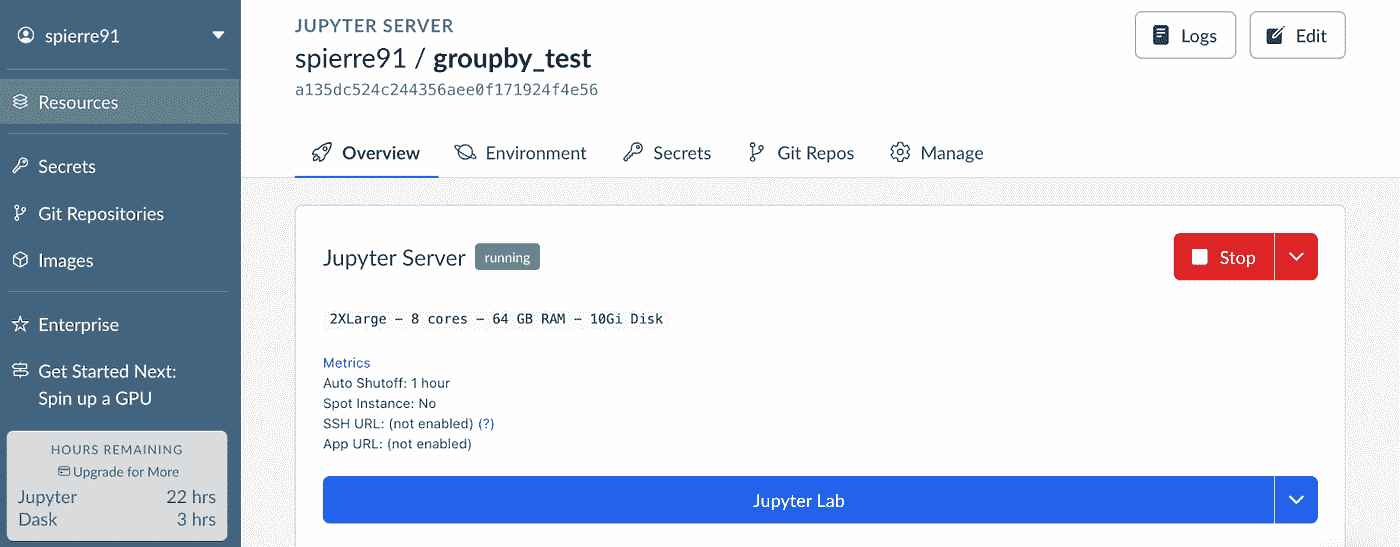 spierre91
Resources
Secrets
Git Repositories
Images
Enterprise
Get Started Next:
Spin up a GPU
HOURS REMAINING
Upgrade for More
Jupyter 22 hrs
Dask 3 hrs
JUPYTER SERVER
spierre91 / groupby_test
a135dc524c244356aee0f171924f4e56
Logs Edit
Overview Environment Secrets Git Repos Manage
Jupyter Server running
Stop
2XLarge - 8 cores - 64 GB RAM - 10Gi Disk
Metrics
Auto Shutoff: 1 hour
Spot Instance: No
SSH URL: (not enabled) (?)
App URL: (not enabled)
Jupyter Lab